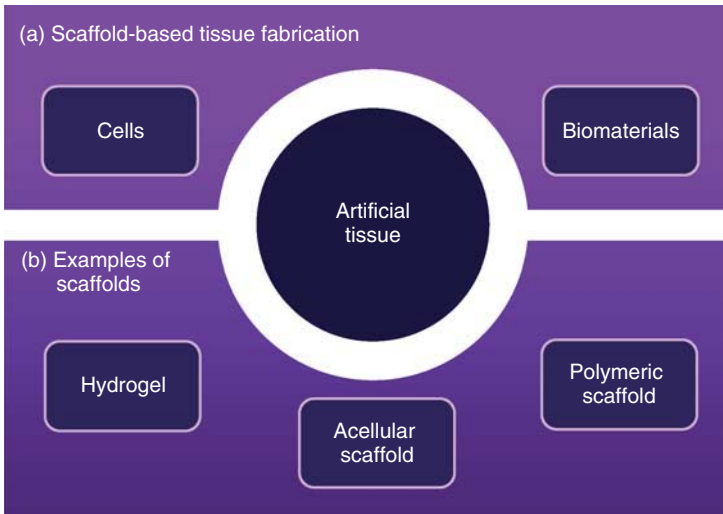 (a) Scaffold-based tissue fabrication
Cells
Biomaterials
Artificial
tissue
(b) Examples of
scaffolds
Hydrogel
Acellular
scaffold
Polymeric
scaffold